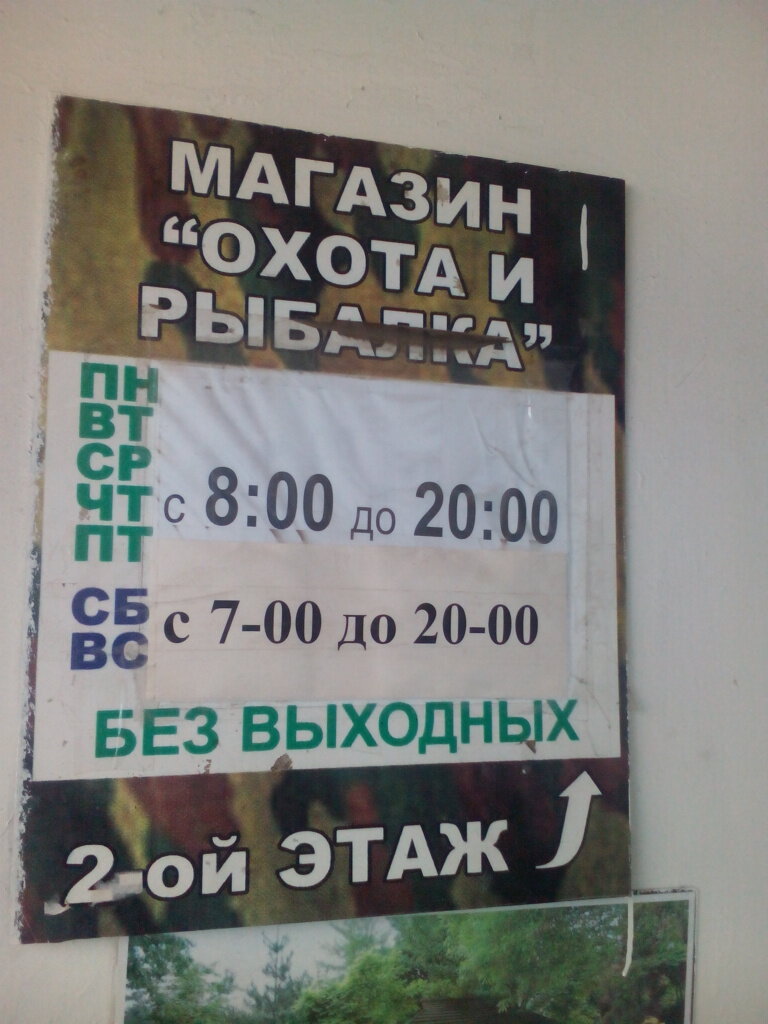 МАГАЗИН
“ОХОТА И
РЫБАЛКА”
ПН
ВТ
СР
ЧТ
ПТ
с 8:00 до 20:00
СБ
ВС
с 7-00 до 20-00
БЕЗ ВЫХОДНЫХ
2-ой ЭТАЖ